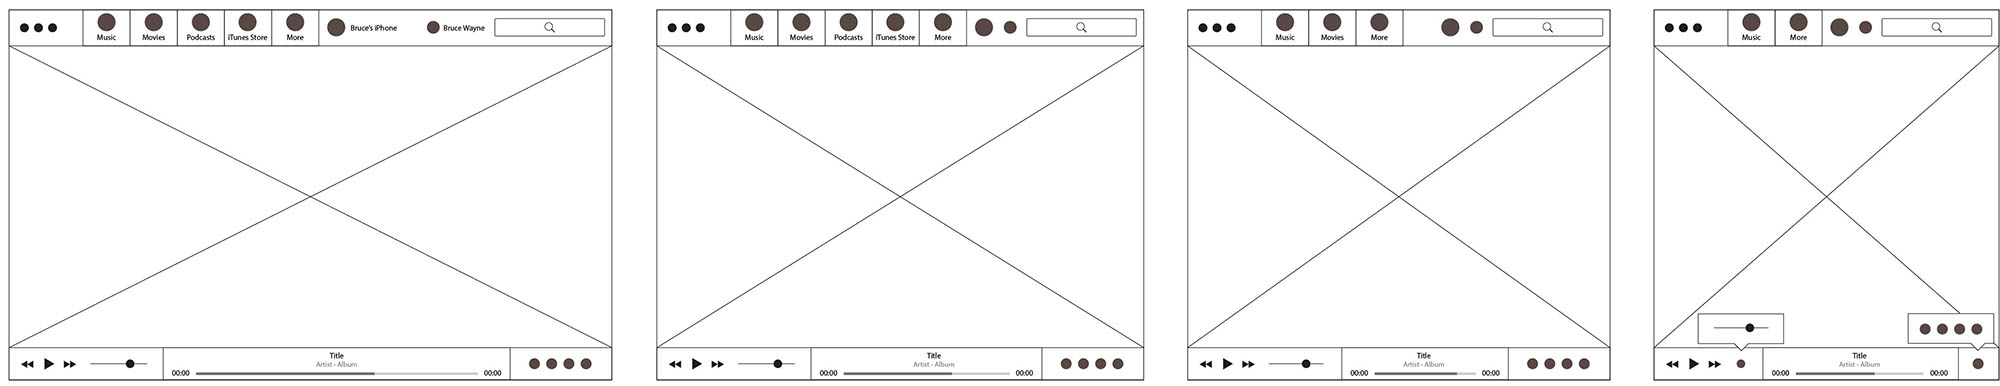 Music Movies Podcasts iTunes Store More Bruce's iPhone Bruce Wayne
Title
Artist - Album
00:00 00:00
Music Movies Podcasts iTunes Store More
Title
Artist - Album
00:00 00:00
Music Movies More
Title
Artist - Album
00:00 00:00
Music More
Title
Artist - Album
00:00 00:00